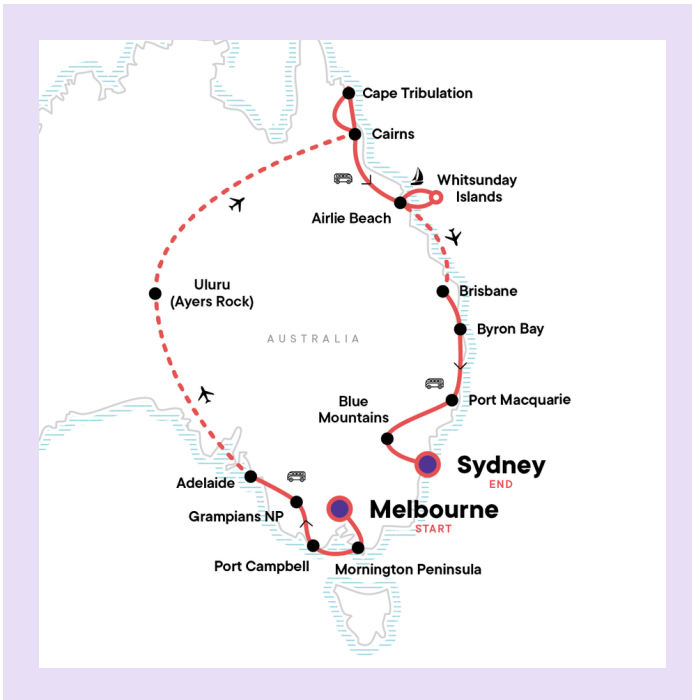 Cape Tribulation
Cairns
Whitsunday
Islands
Airlie Beach
Uluru
(Ayers Rock)
Brisbane
Byron Bay
AUSTRALIA
Blue
Mountains
Port Macquarie
Sydney
END
Adelaide
Grampians NP
Melbourne
START
Port Campbell
Mornington Peninsula